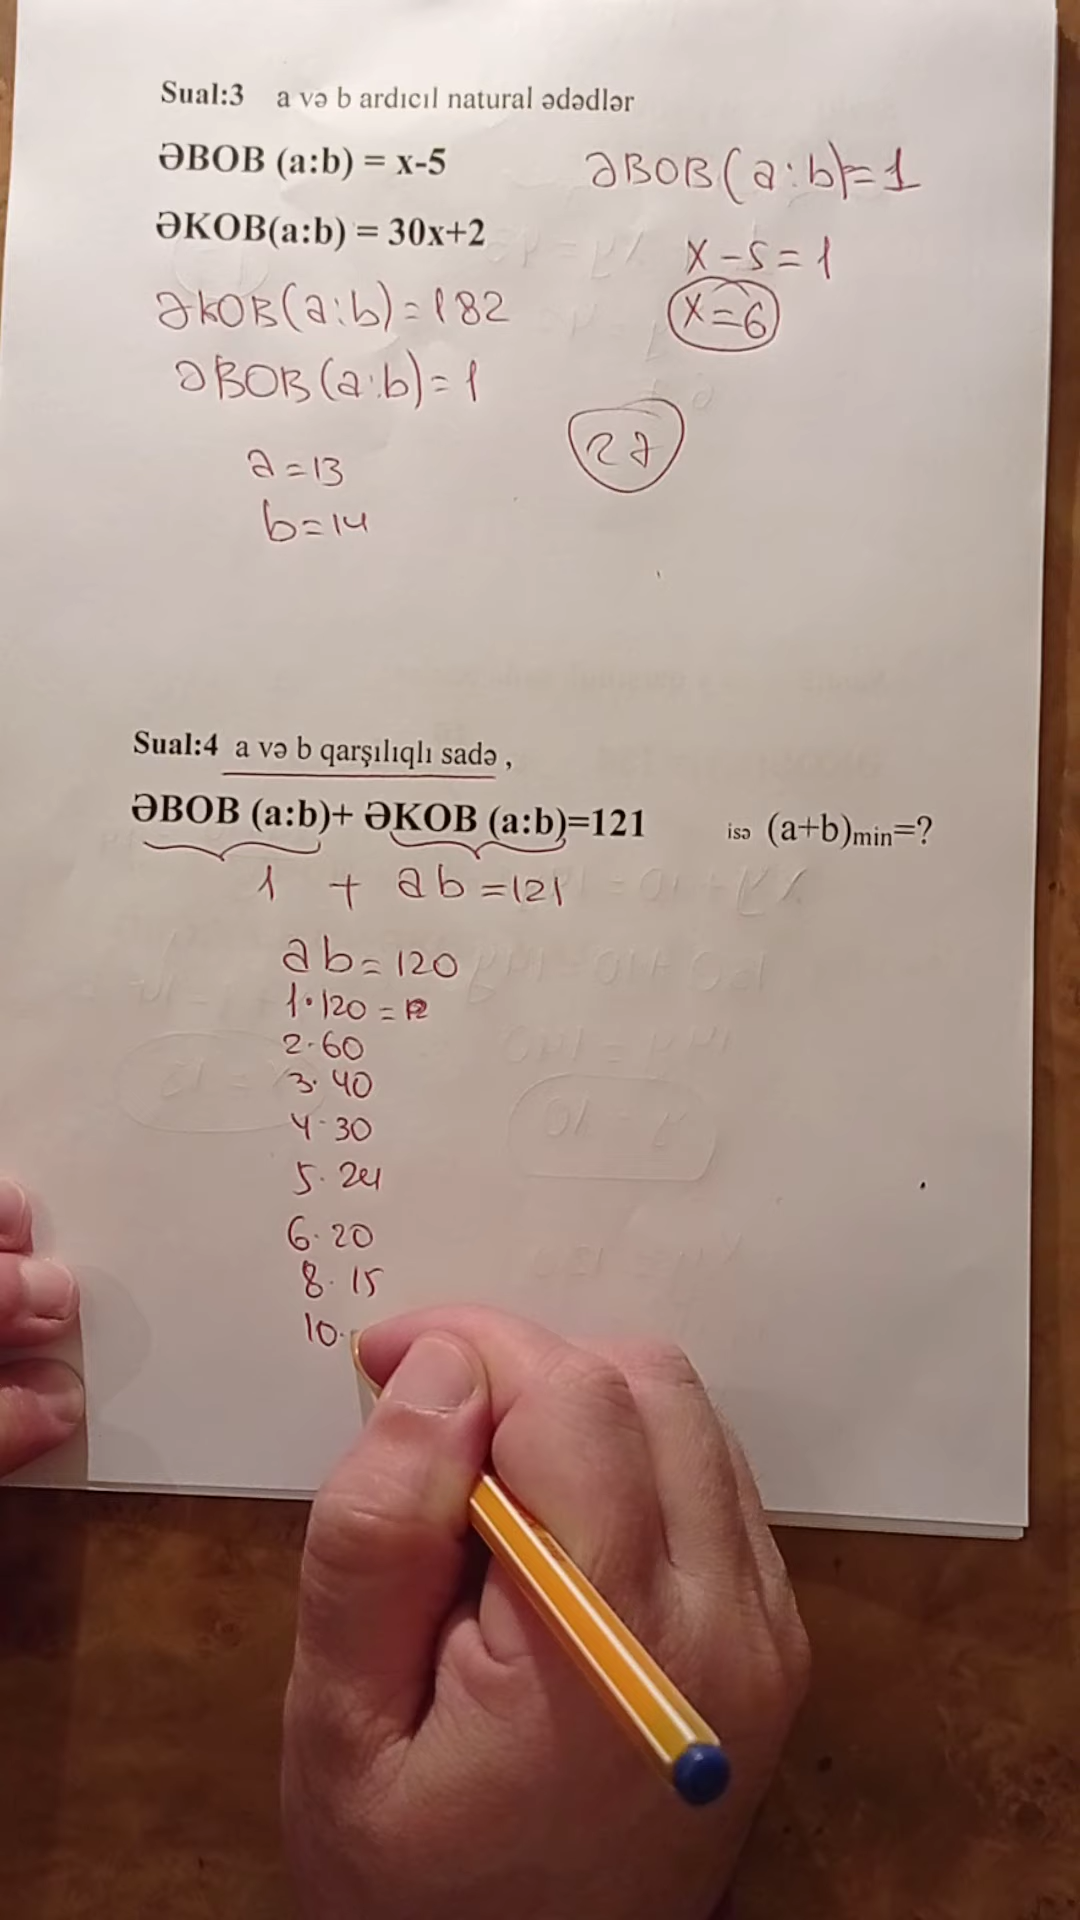 Sual:3 a və b ardıcıl natural ədədlər
ƏBOB (a:b) = x-5
ƏBOB(a:b)=1
ƏKOB(a:b) = 30x+2
x-5=1
ƏKOB(a:b)=182
x=6
ƏBOB(a:b)=1
27
a=13
b=14
Sual:4 a və b qarşılıqlı sadə ,
ƏBOB (a:b)+ ƏKOB (a:b)=121 isə (a+b)min=?
1 + ab=121
ab=120
1·120=12
2·60
3·40
4·30
5·24
6·20
8·15
10·